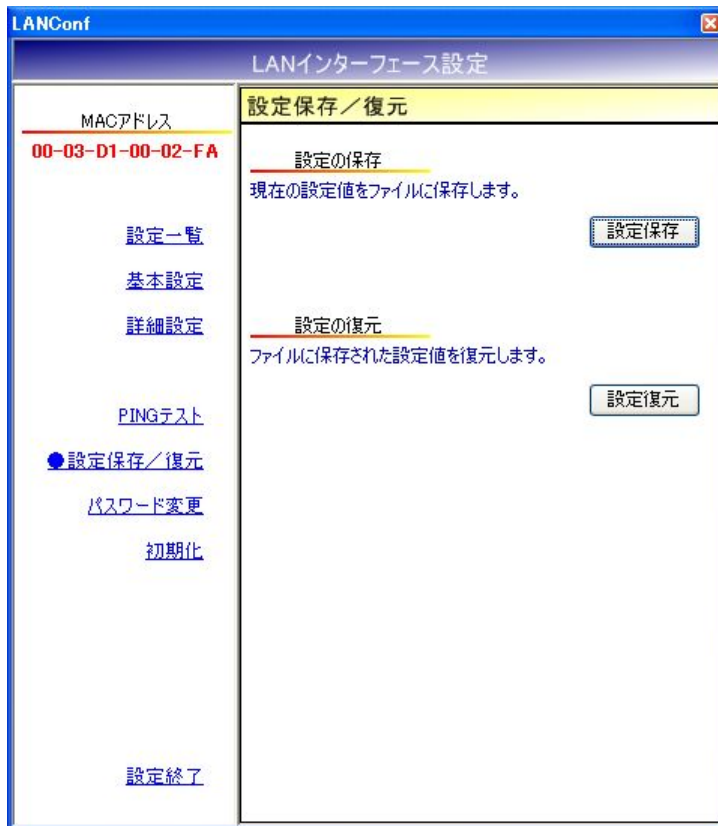 LANConf
LANインターフェース設定
MACアドレス
00-03-D1-00-02-FA
設定一覧
基本設定
詳細設定
PINGテスト
●設定保存／復元
パスワード変更
初期化
設定終了
設定保存／復元
設定の保存
現在の設定値をファイルに保存します。
設定保存
設定の復元
ファイルに保存された設定値を復元します。
設定復元